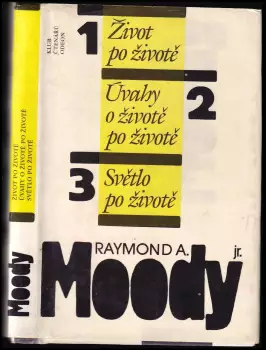 ŽIVOT PO ŽIVOTĚ
ÚVAHY O ŽIVOTĚ PO ŽIVOTĚ
SVĚTLO PO ŽIVOTĚ
Moody
KLUB
ČTENÁŘŮ
ODEON
1 Život
po životě
Úvahy 2
o životě
po životě
3 Světlo
po životě
RAYMOND A. jr.
Moody